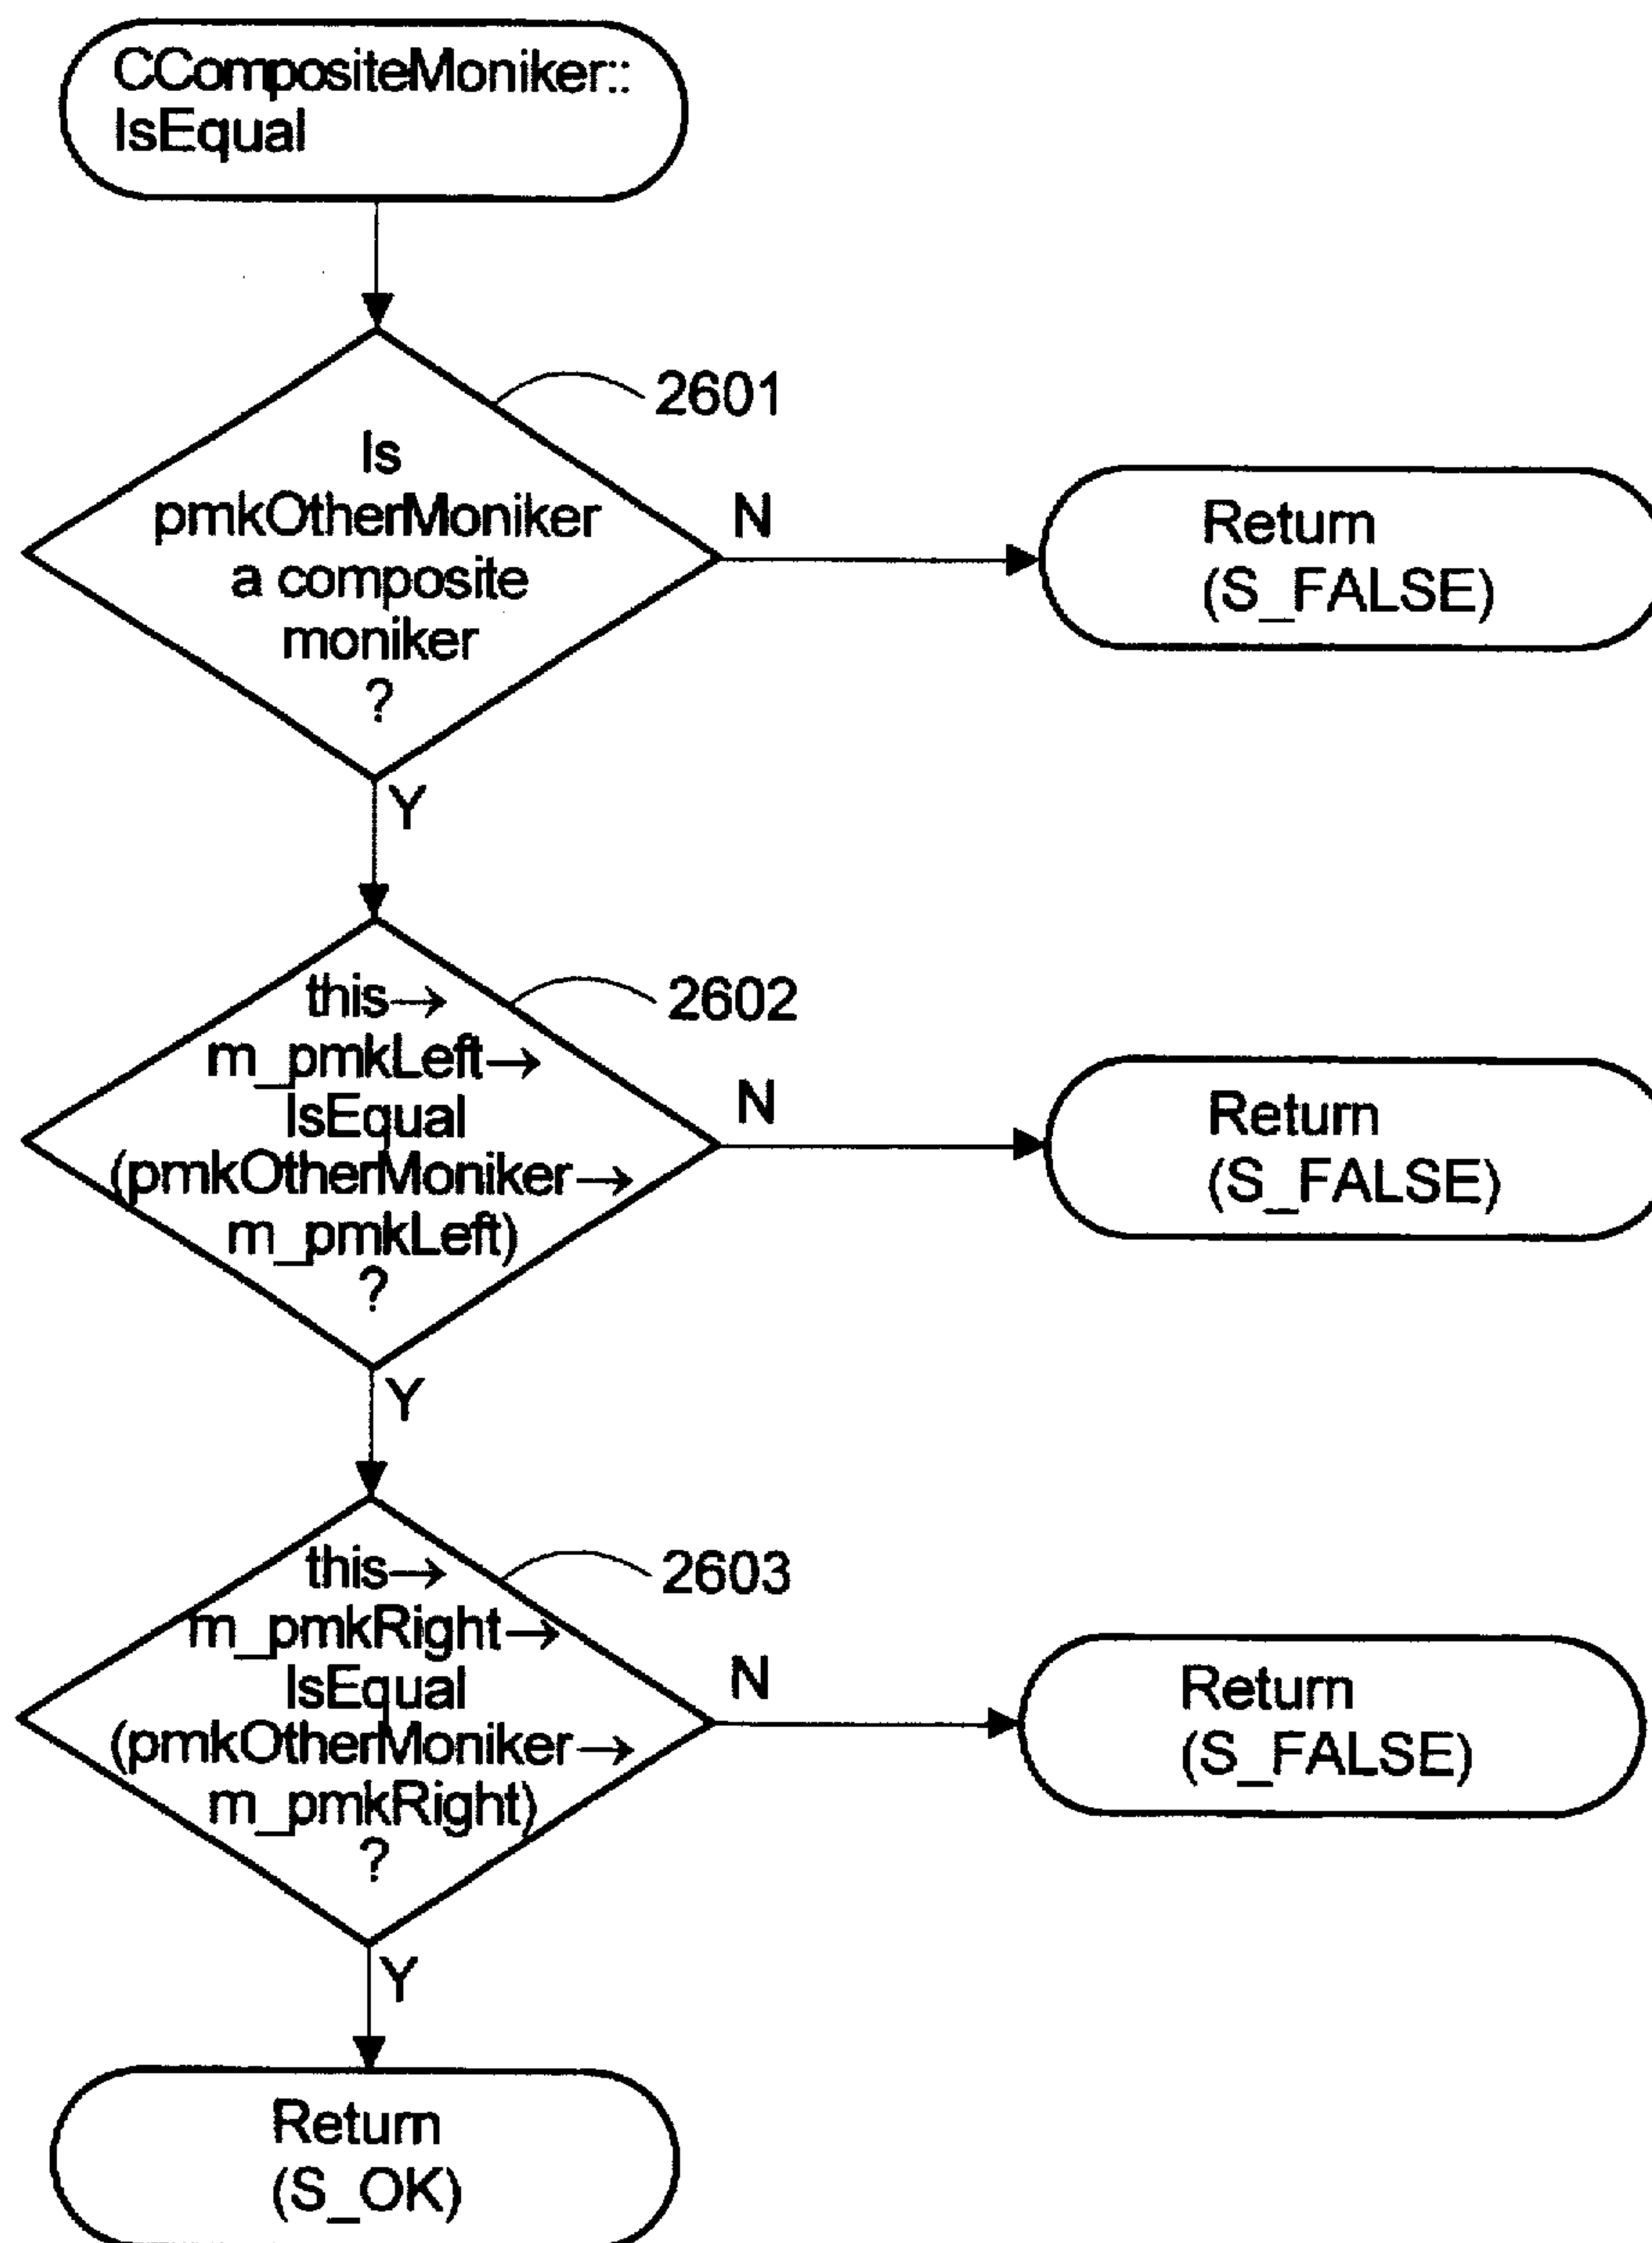 CCompositeMoniker::
IsEqual
2601
Is
pmkOtherMoniker
a composite
moniker
?
N
Return
(S_FALSE)
Y
2602
this→
m_pmkLeft→
IsEqual
(pmkOtherMoniker→
m_pmkLeft)
?
N
Return
(S_FALSE)
Y
2603
this→
m_pmkRight→
IsEqual
(pmkOtherMoniker→
m_pmkRight)
?
N
Return
(S_FALSE)
Y
Return
(S_OK)